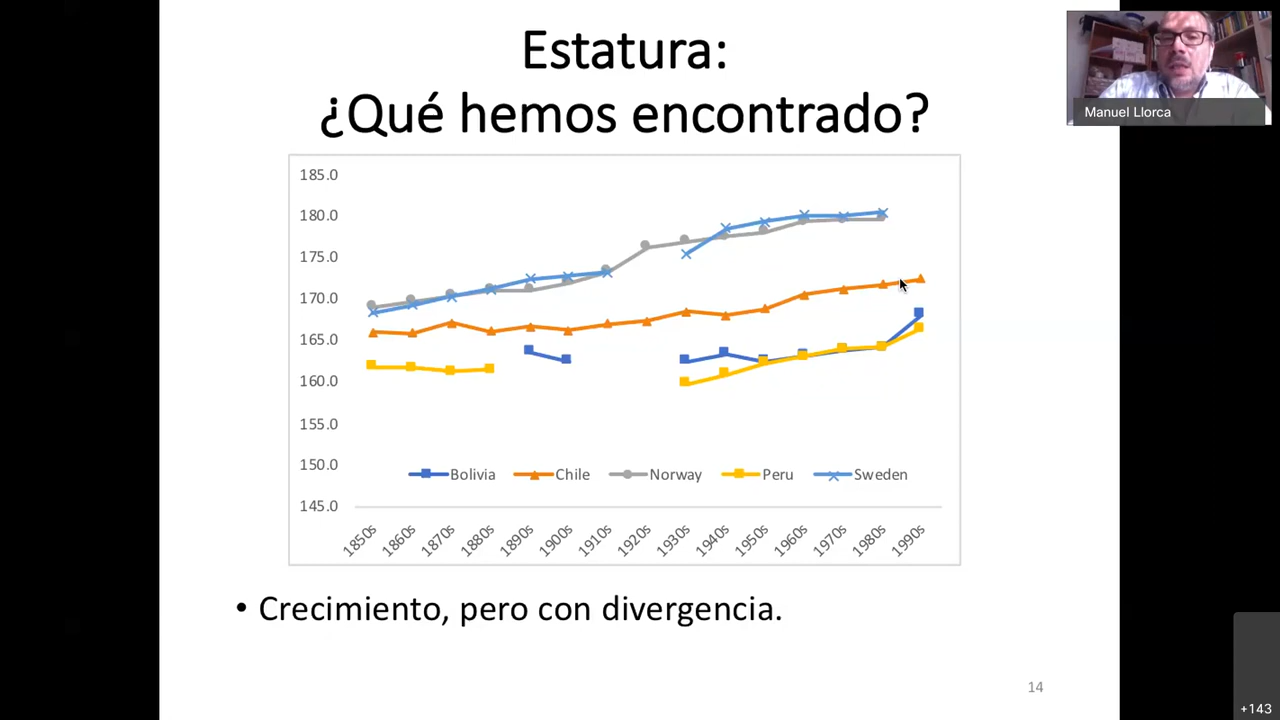 Estatura:
¿Qué hemos encontrado?
Manuel Llorca
185.0
180.0
175.0
170.0
165.0
160.0
155.0
150.0
145.0
Bolivia Chile Norway Peru Sweden
1850s 1860s 1870s 1880s 1890s 1900s 1910s 1920s 1930s 1940s 1950s 1960s 1970s 1980s 1990s
• Crecimiento, pero con divergencia.
14
+143